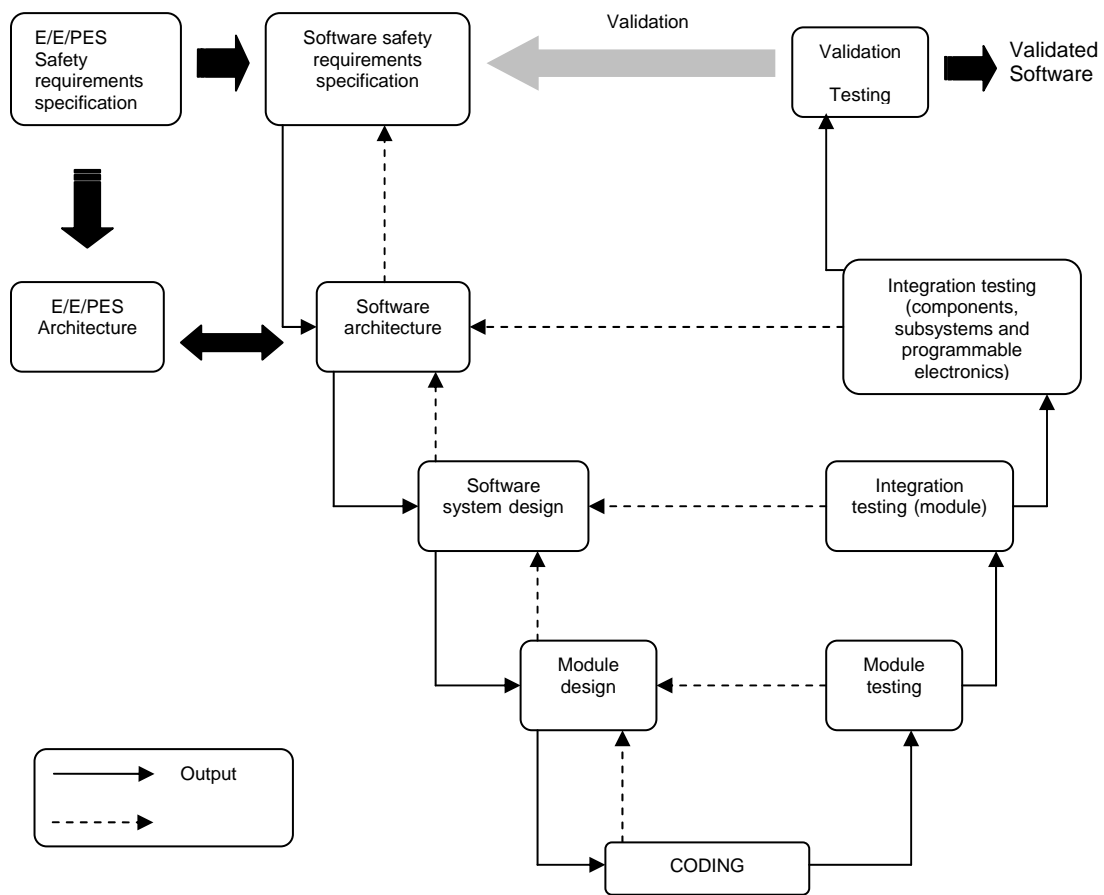 E/E/PES
Safety
requirements
specification
Software safety
requirements
specification
Validation
Validation
Testing
Validated
Software
E/E/PES
Architecture
Software
architecture
Integration testing
(components,
subsystems and
programmable
electronics)
Software
system design
Integration
testing (module)
Module
design
Module
testing
Output
CODING